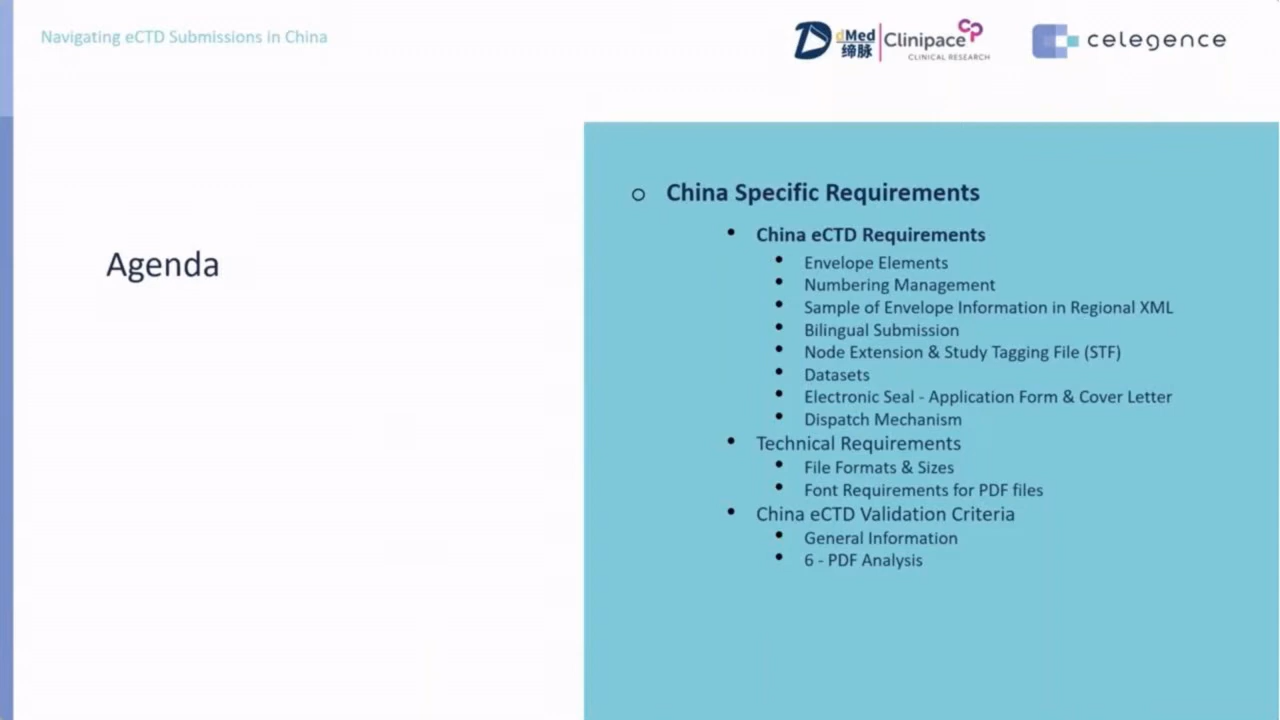 Navigating eCTD Submissions in China
dMed
缔脉
Clinipace
CP
CLINICAL RESEARCH
celegence
Agenda
China Specific Requirements
China eCTD Requirements
Envelope Elements
Numbering Management
Sample of Envelope Information in Regional XML
Bilingual Submission
Node Extension & Study Tagging File (STF)
Datasets
Electronic Seal - Application Form & Cover Letter
Dispatch Mechanism
Technical Requirements
File Formats & Sizes
Font Requirements for PDF files
China eCTD Validation Criteria
General Information
6 - PDF Analysis